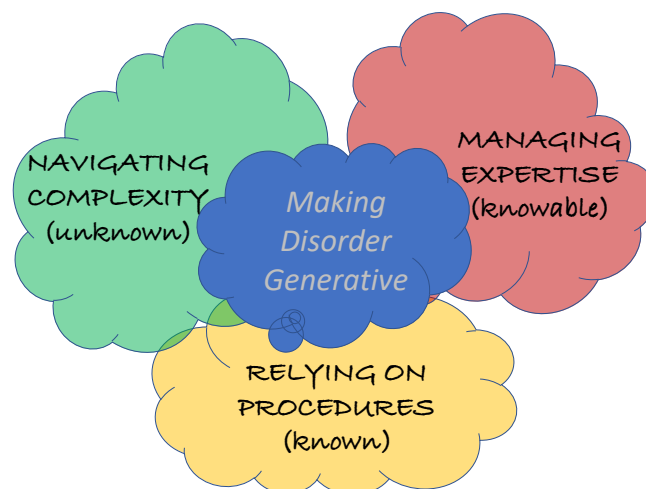 NAVIGATING
COMPLEXITY
(unknown)
MANAGING
EXPERTISE
(knowable)
Making
Disorder
Generative
RELYING ON
PROCEDURES
(known)